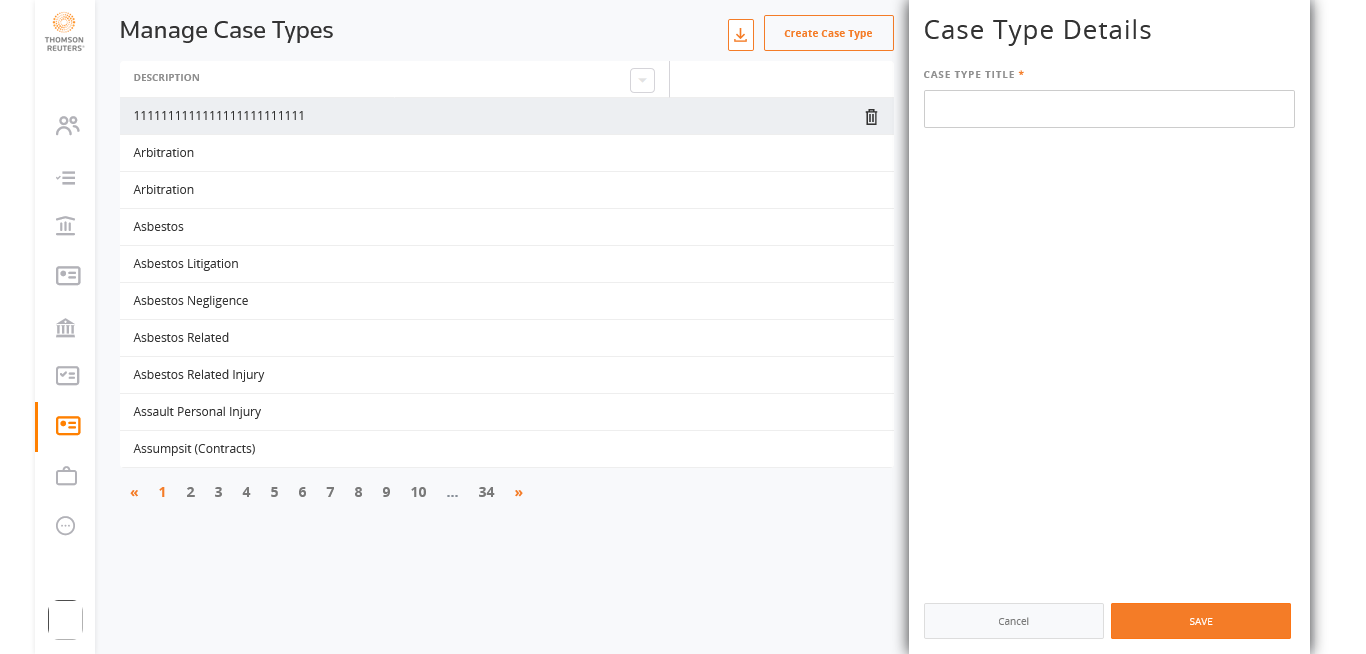 THOMSON
REUTERS
Manage Case Types
Create Case Type
DESCRIPTION
1111111111111111111111111
Arbitration
Arbitration
Asbestos
Asbestos Litigation
Asbestos Negligence
Asbestos Related
Asbestos Related Injury
Assault Personal Injury
Assumpsit (Contracts)
« 1 2 3 4 5 6 7 8 9 10 ... 34 »
Case Type Details
CASE TYPE TITLE *
Cancel
SAVE